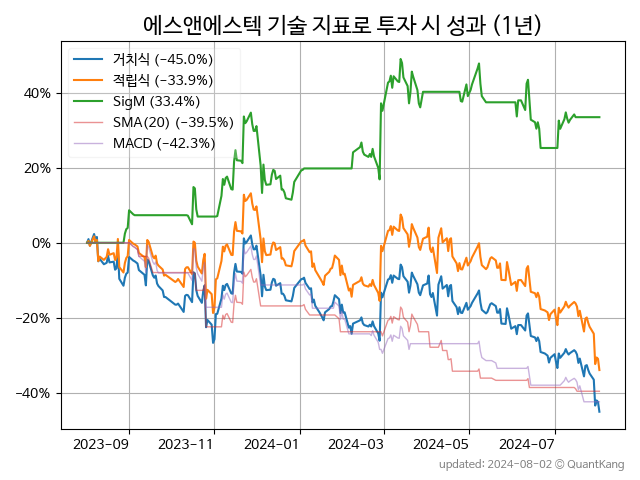 에스앤에스텍 기술 지표로 투자 시 성과 (1년)
거치식 (−45.0%)
적립식 (−33.9%)
SigM (33.4%)
SMA(20) (−39.5%)
MACD (−42.3%)
40%
20%
0%
−20%
−40%
2023-09 2023-11 2024-01 2024-03 2024-05 2024-07
updated: 2024-08-02 © QuantKang